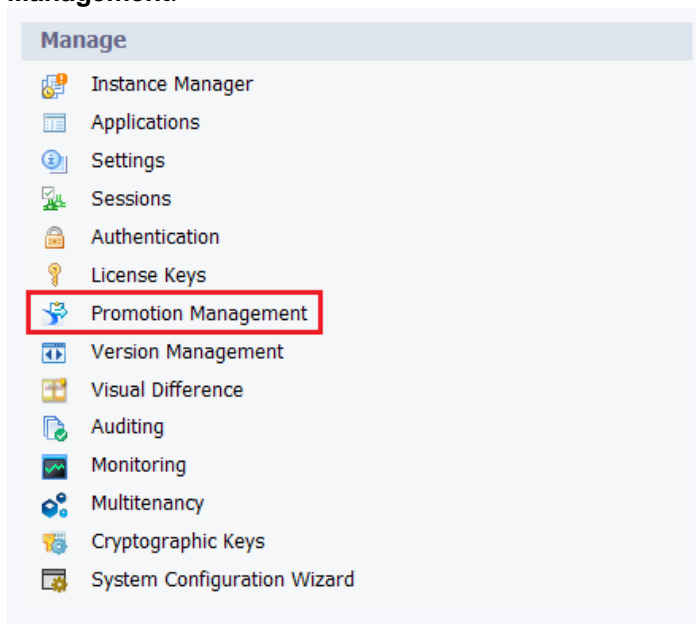 Management.
Manage
Instance Manager
Applications
Settings
Sessions
Authentication
License Keys
Promotion Management
Version Management
Visual Difference
Auditing
Monitoring
Multitenancy
Cryptographic Keys
System Configuration Wizard